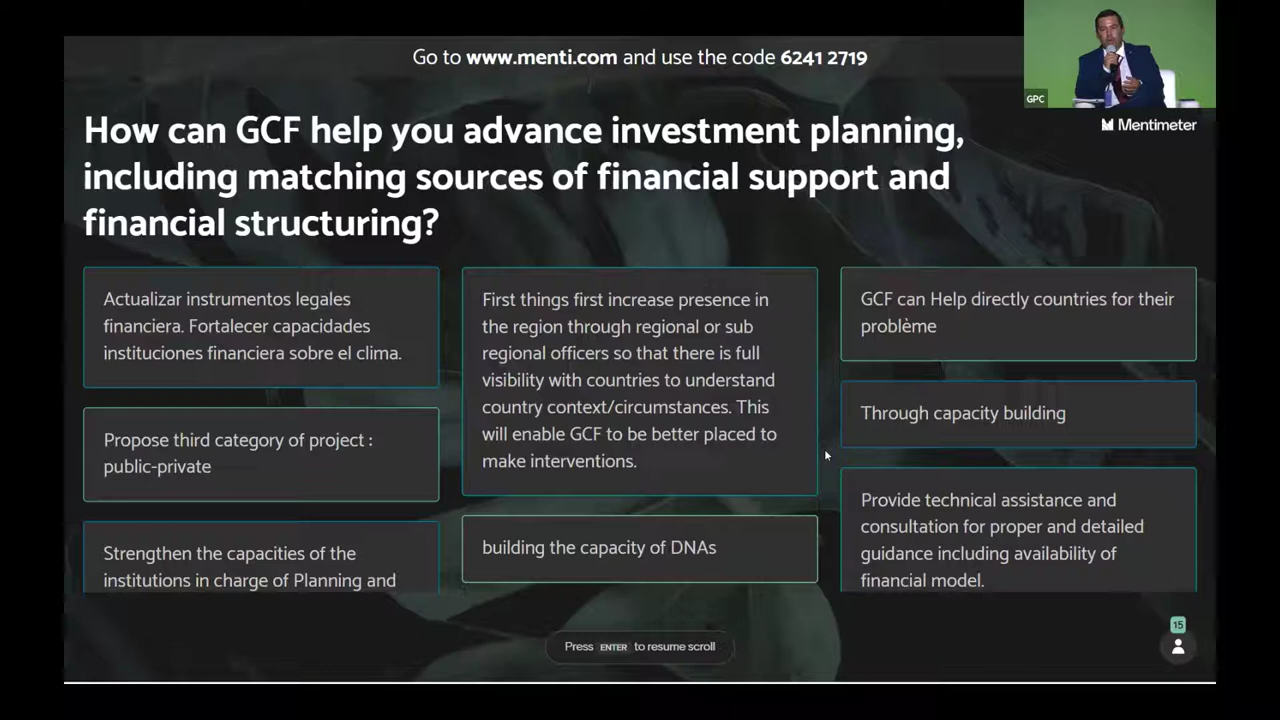 Go to www.menti.com and use the code 6241 2719
GPC
Mentimeter
How can GCF help you advance investment planning,
including matching sources of financial support and
financial structuring?
Actualizar instrumentos legales
financiera. Fortalecer capacidades
instituciones financiera sobre el clima.
Propose third category of project :
public-private
Strengthen the capacities of the
institutions in charge of Planning and
First things first increase presence in
the region through regional or sub
regional officers so that there is full
visibility with countries to understand
country context/circumstances. This
will enable GCF to be better placed to
make interventions.
building the capacity of DNAs
GCF can Help directly countries for their
problème
Through capacity building
Provide technical assistance and
consultation for proper and detailed
guidance including availability of
financial model.
Press ENTER to resume scroll
15